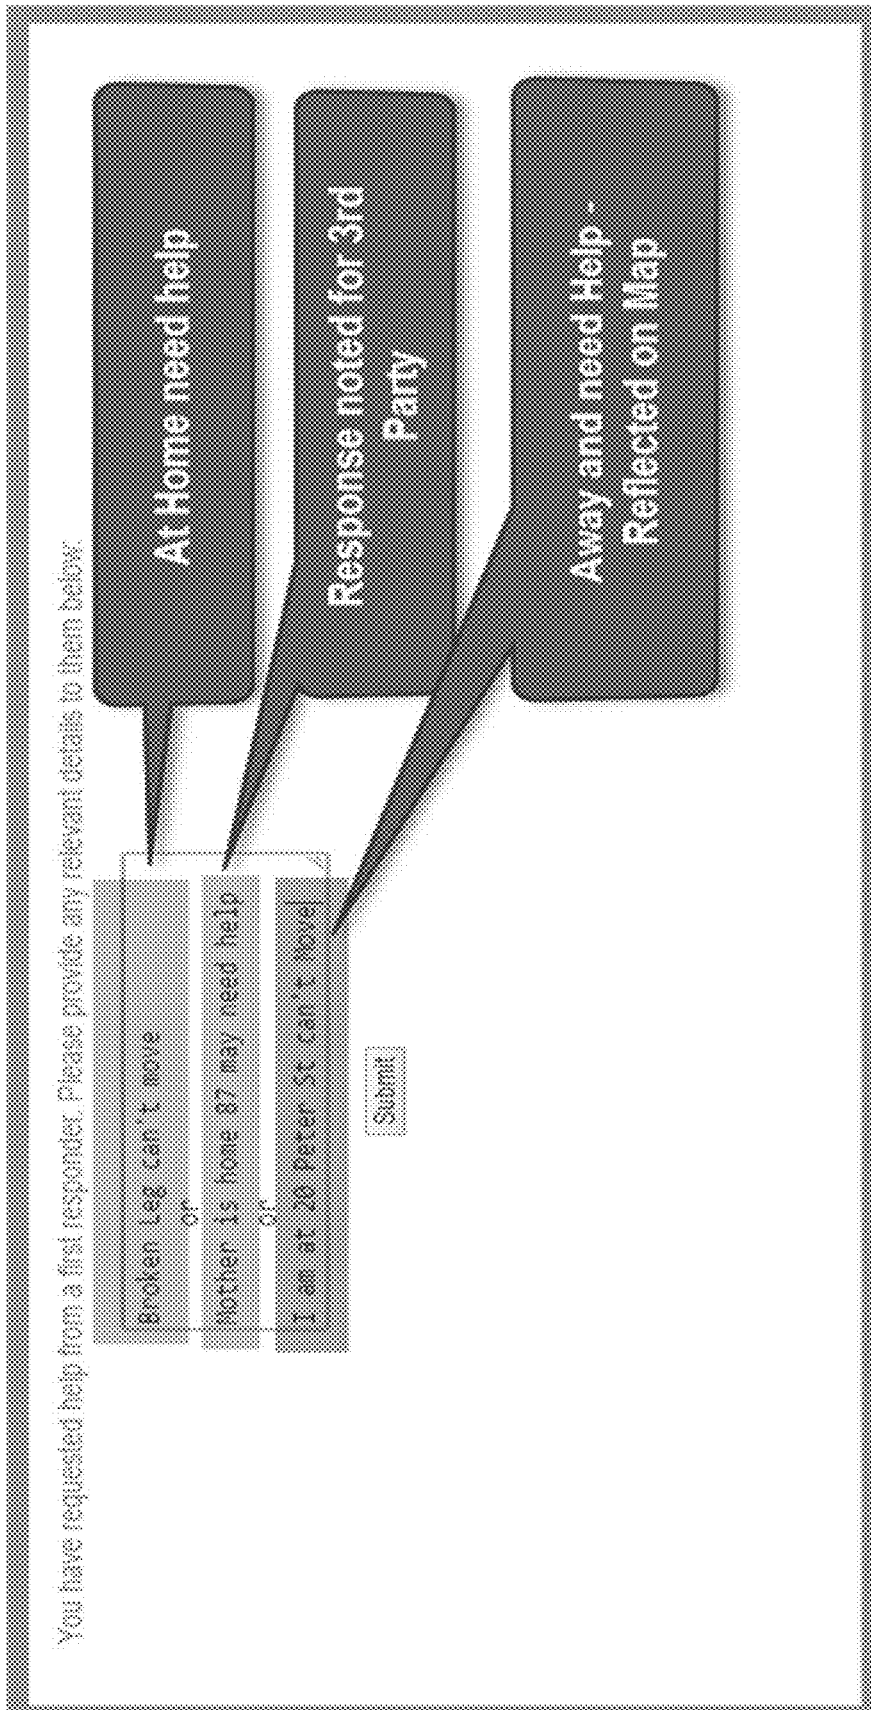 You have requested help from a first responder. Please provide any relevant details to them below:
Broken Leg can't move
or
Mother is home 87 may need help
or
I am at 20 Peter St can't Move
Submit
At Home need help
Response noted for 3rd
Party
Away and need Help -
Reflected on Map